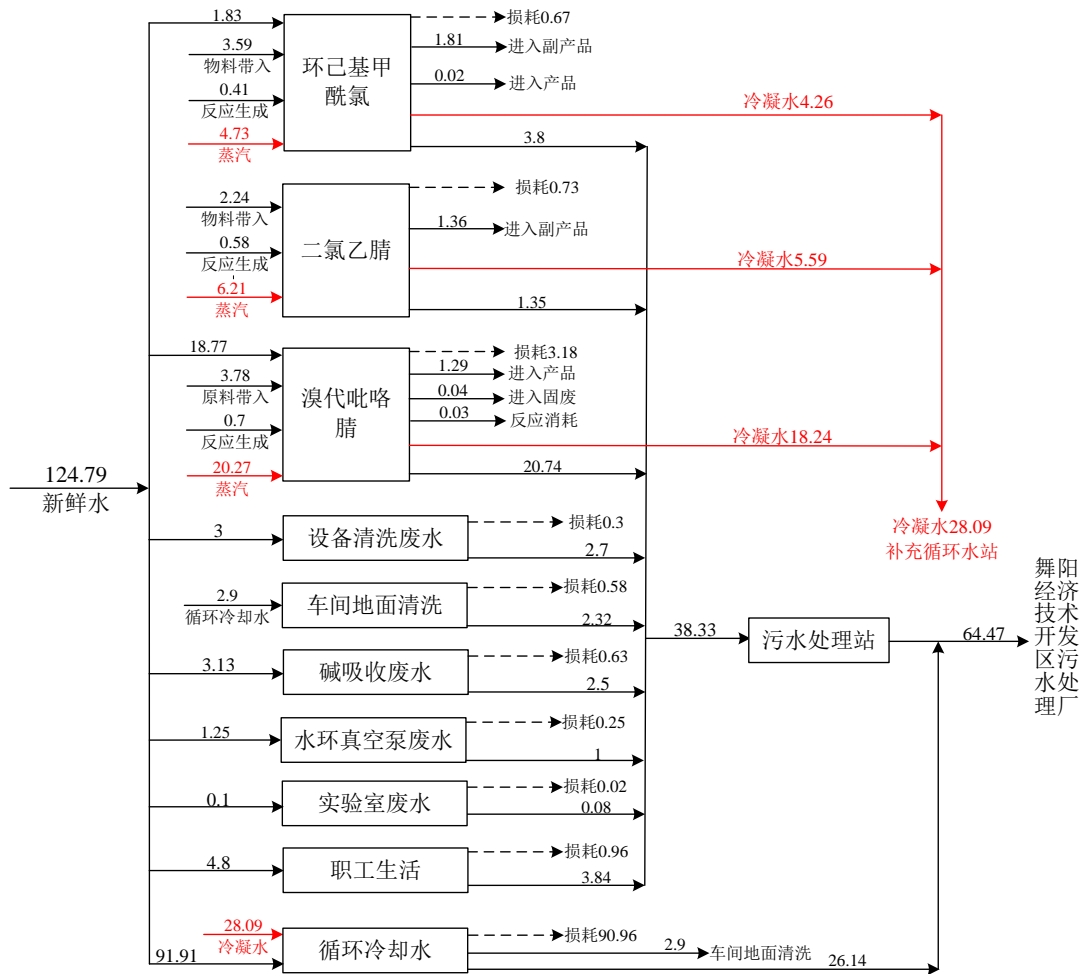 1.83
损耗0.67
3.59
物料带入
环己基甲
酰氯
1.81
进入副产品
0.02
进入产品
0.41
反应生成
冷凝水4.26
4.73
蒸汽
3.8
损耗0.73
2.24
物料带入
二氯乙腈
1.36
进入副产品
0.58
反应生成
冷凝水5.59
6.21
蒸汽
1.35
18.77
损耗3.18
3.78
原料带入
溴代吡咯
腈
1.29
进入产品
0.04
进入固废
0.03
反应消耗
0.7
反应生成
冷凝水18.24
20.27
蒸汽
20.74
124.79
新鲜水
冷凝水28.09
补充循环水站
3
设备清洗废水
损耗0.3
2.7
2.9
循环冷却水
车间地面清洗
损耗0.58
2.32
38.33
污水处理站
64.47
舞阳
经济
技术
开发
区污
水处
理厂
3.13
碱吸收废水
损耗0.63
2.5
1.25
水环真空泵废水
损耗0.25
1
0.1
实验室废水
损耗0.02
0.08
4.8
职工生活
损耗0.96
3.84
28.09
冷凝水
91.91
循环冷却水
损耗90.96
2.9
车间地面清洗
26.14